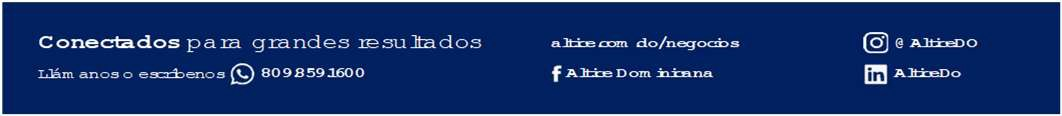 Conectados para grandes resultados
Llámanos o escríbenos 809.859.1600
altice.com.do/negocios
Altice Dominicana
@AlticeDO
AlticeDo